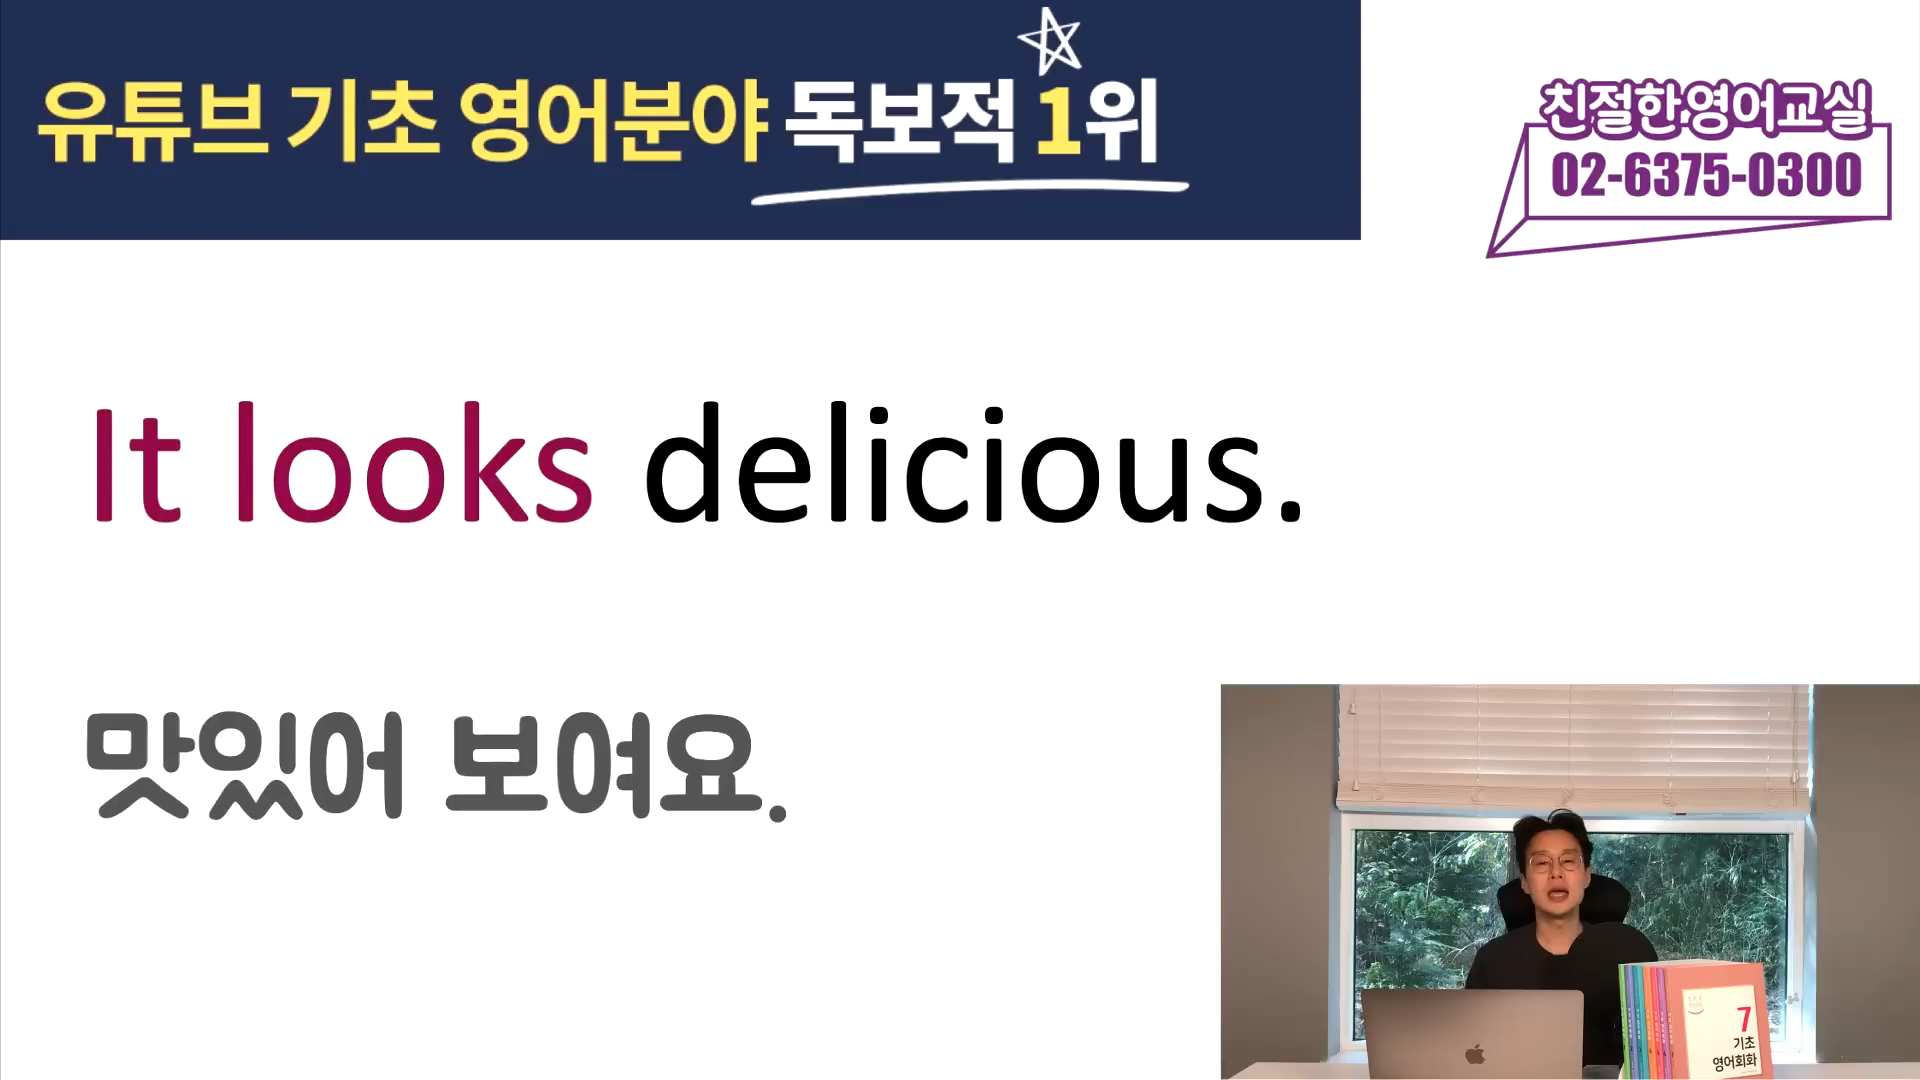 유튜브 기초 영어분야 독보적 1위
친절한영어교실
02-6375-0300
It looks delicious.
맛있어 보여요.
7
기초
영어회화